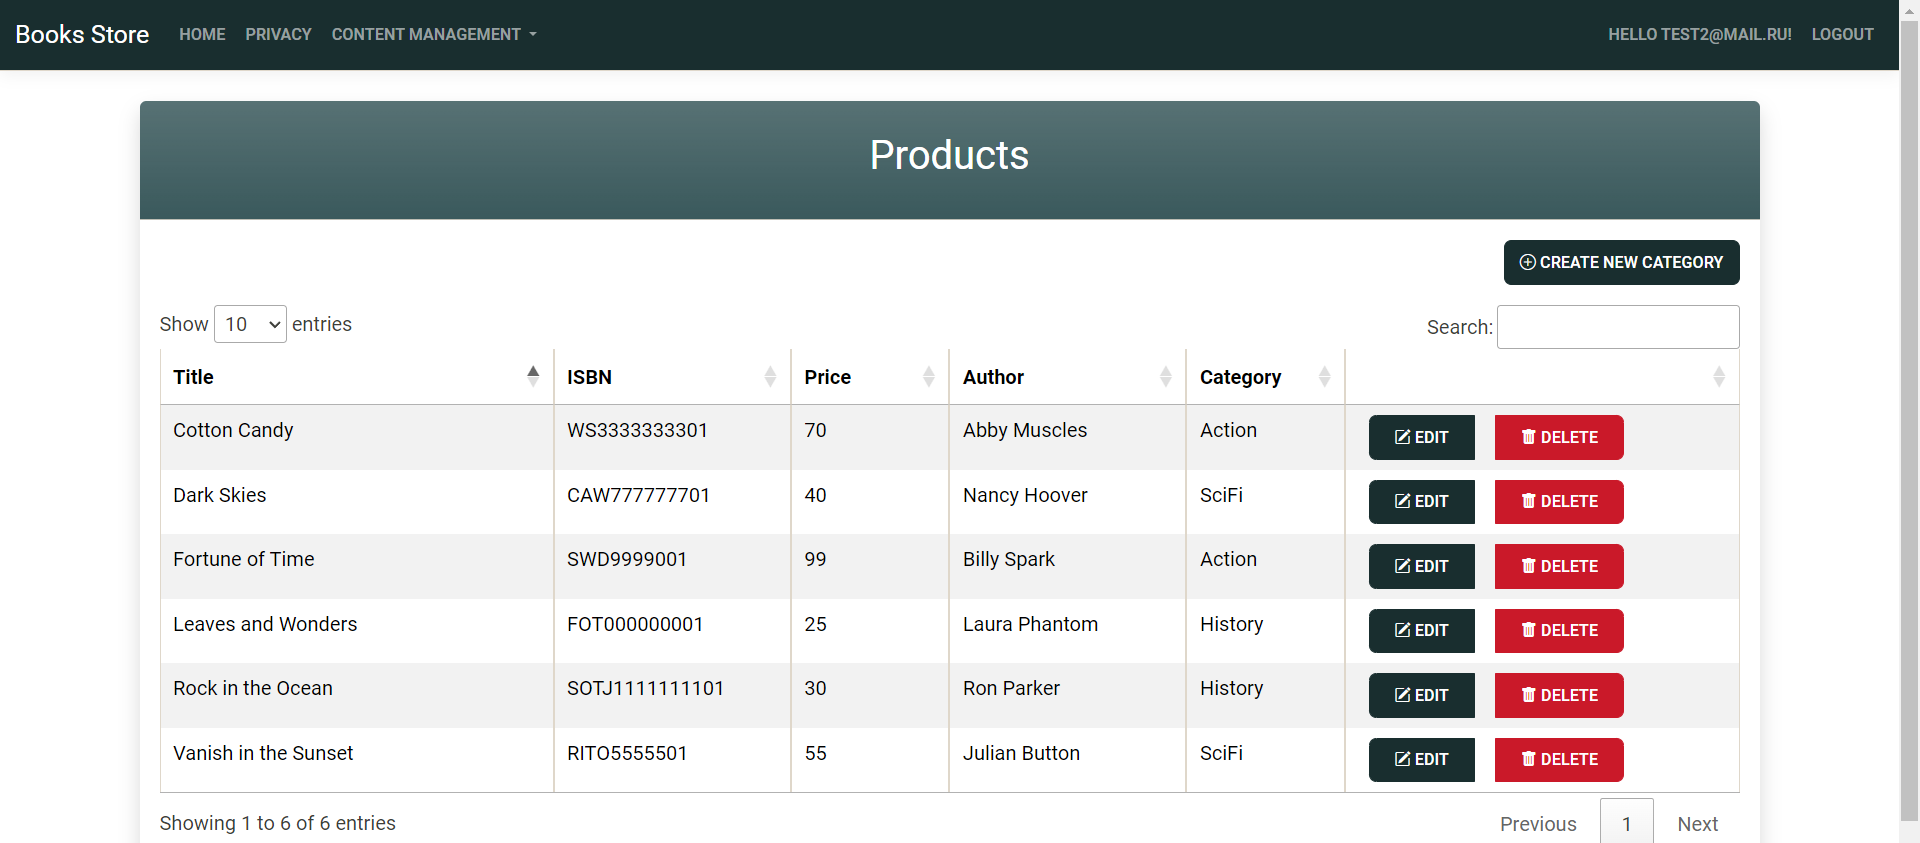 Books Store HOME PRIVACY CONTENT MANAGEMENT HELLO TEST2@MAIL.RU! LOGOUT
Products
CREATE NEW CATEGORY
Show 10 entries Search:
Title ISBN Price Author Category
Cotton Candy WS3333333301 70 Abby Muscles Action EDIT DELETE
Dark Skies CAW777777701 40 Nancy Hoover SciFi EDIT DELETE
Fortune of Time SWD9999001 99 Billy Spark Action EDIT DELETE
Leaves and Wonders FOT000000001 25 Laura Phantom History EDIT DELETE
Rock in the Ocean SOTJ1111111101 30 Ron Parker History EDIT DELETE
Vanish in the Sunset RITO5555501 55 Julian Button SciFi EDIT DELETE
Showing 1 to 6 of 6 entries Previous 1 Next